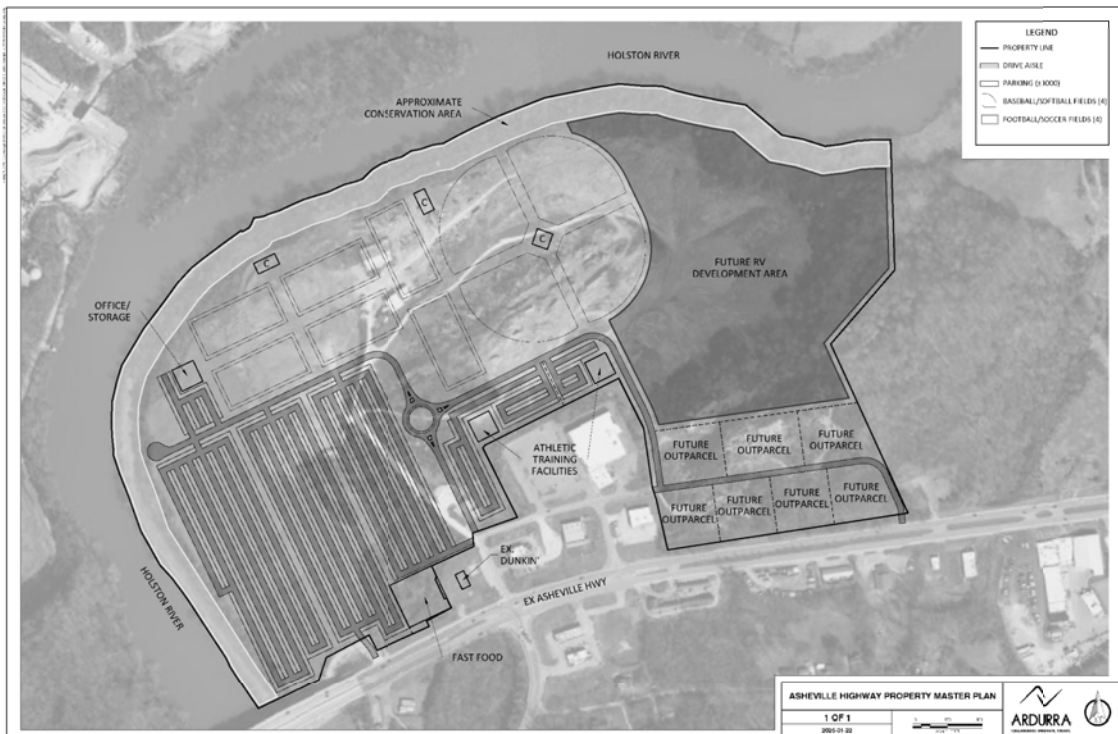 HOLSTON RIVER
LEGEND
PROPERTY LINE
DRIVE AISLE
PARKING (±1000)
BASEBALL/SOFTBALL FIELDS (4)
FOOTBALL/SOCCER FIELDS (4)
APPROXIMATE
CONSERVATION AREA
C
C
C
FUTURE RV
DEVELOPMENT AREA
OFFICE/
STORAGE
ATHLETIC
TRAINING
FACILITIES
FUTURE
OUTPARCEL
FUTURE
OUTPARCEL
FUTURE
OUTPARCEL
FUTURE
OUTPARCEL
FUTURE
OUTPARCEL
FUTURE
OUTPARCEL
FUTURE
OUTPARCEL
EX.
DUNKIN'
EX ASHEVILLE HWY
HOLSTON RIVER
FAST FOOD
ASHEVILLE HIGHWAY PROPERTY MASTER PLAN
1 OF 1
ARDURRA